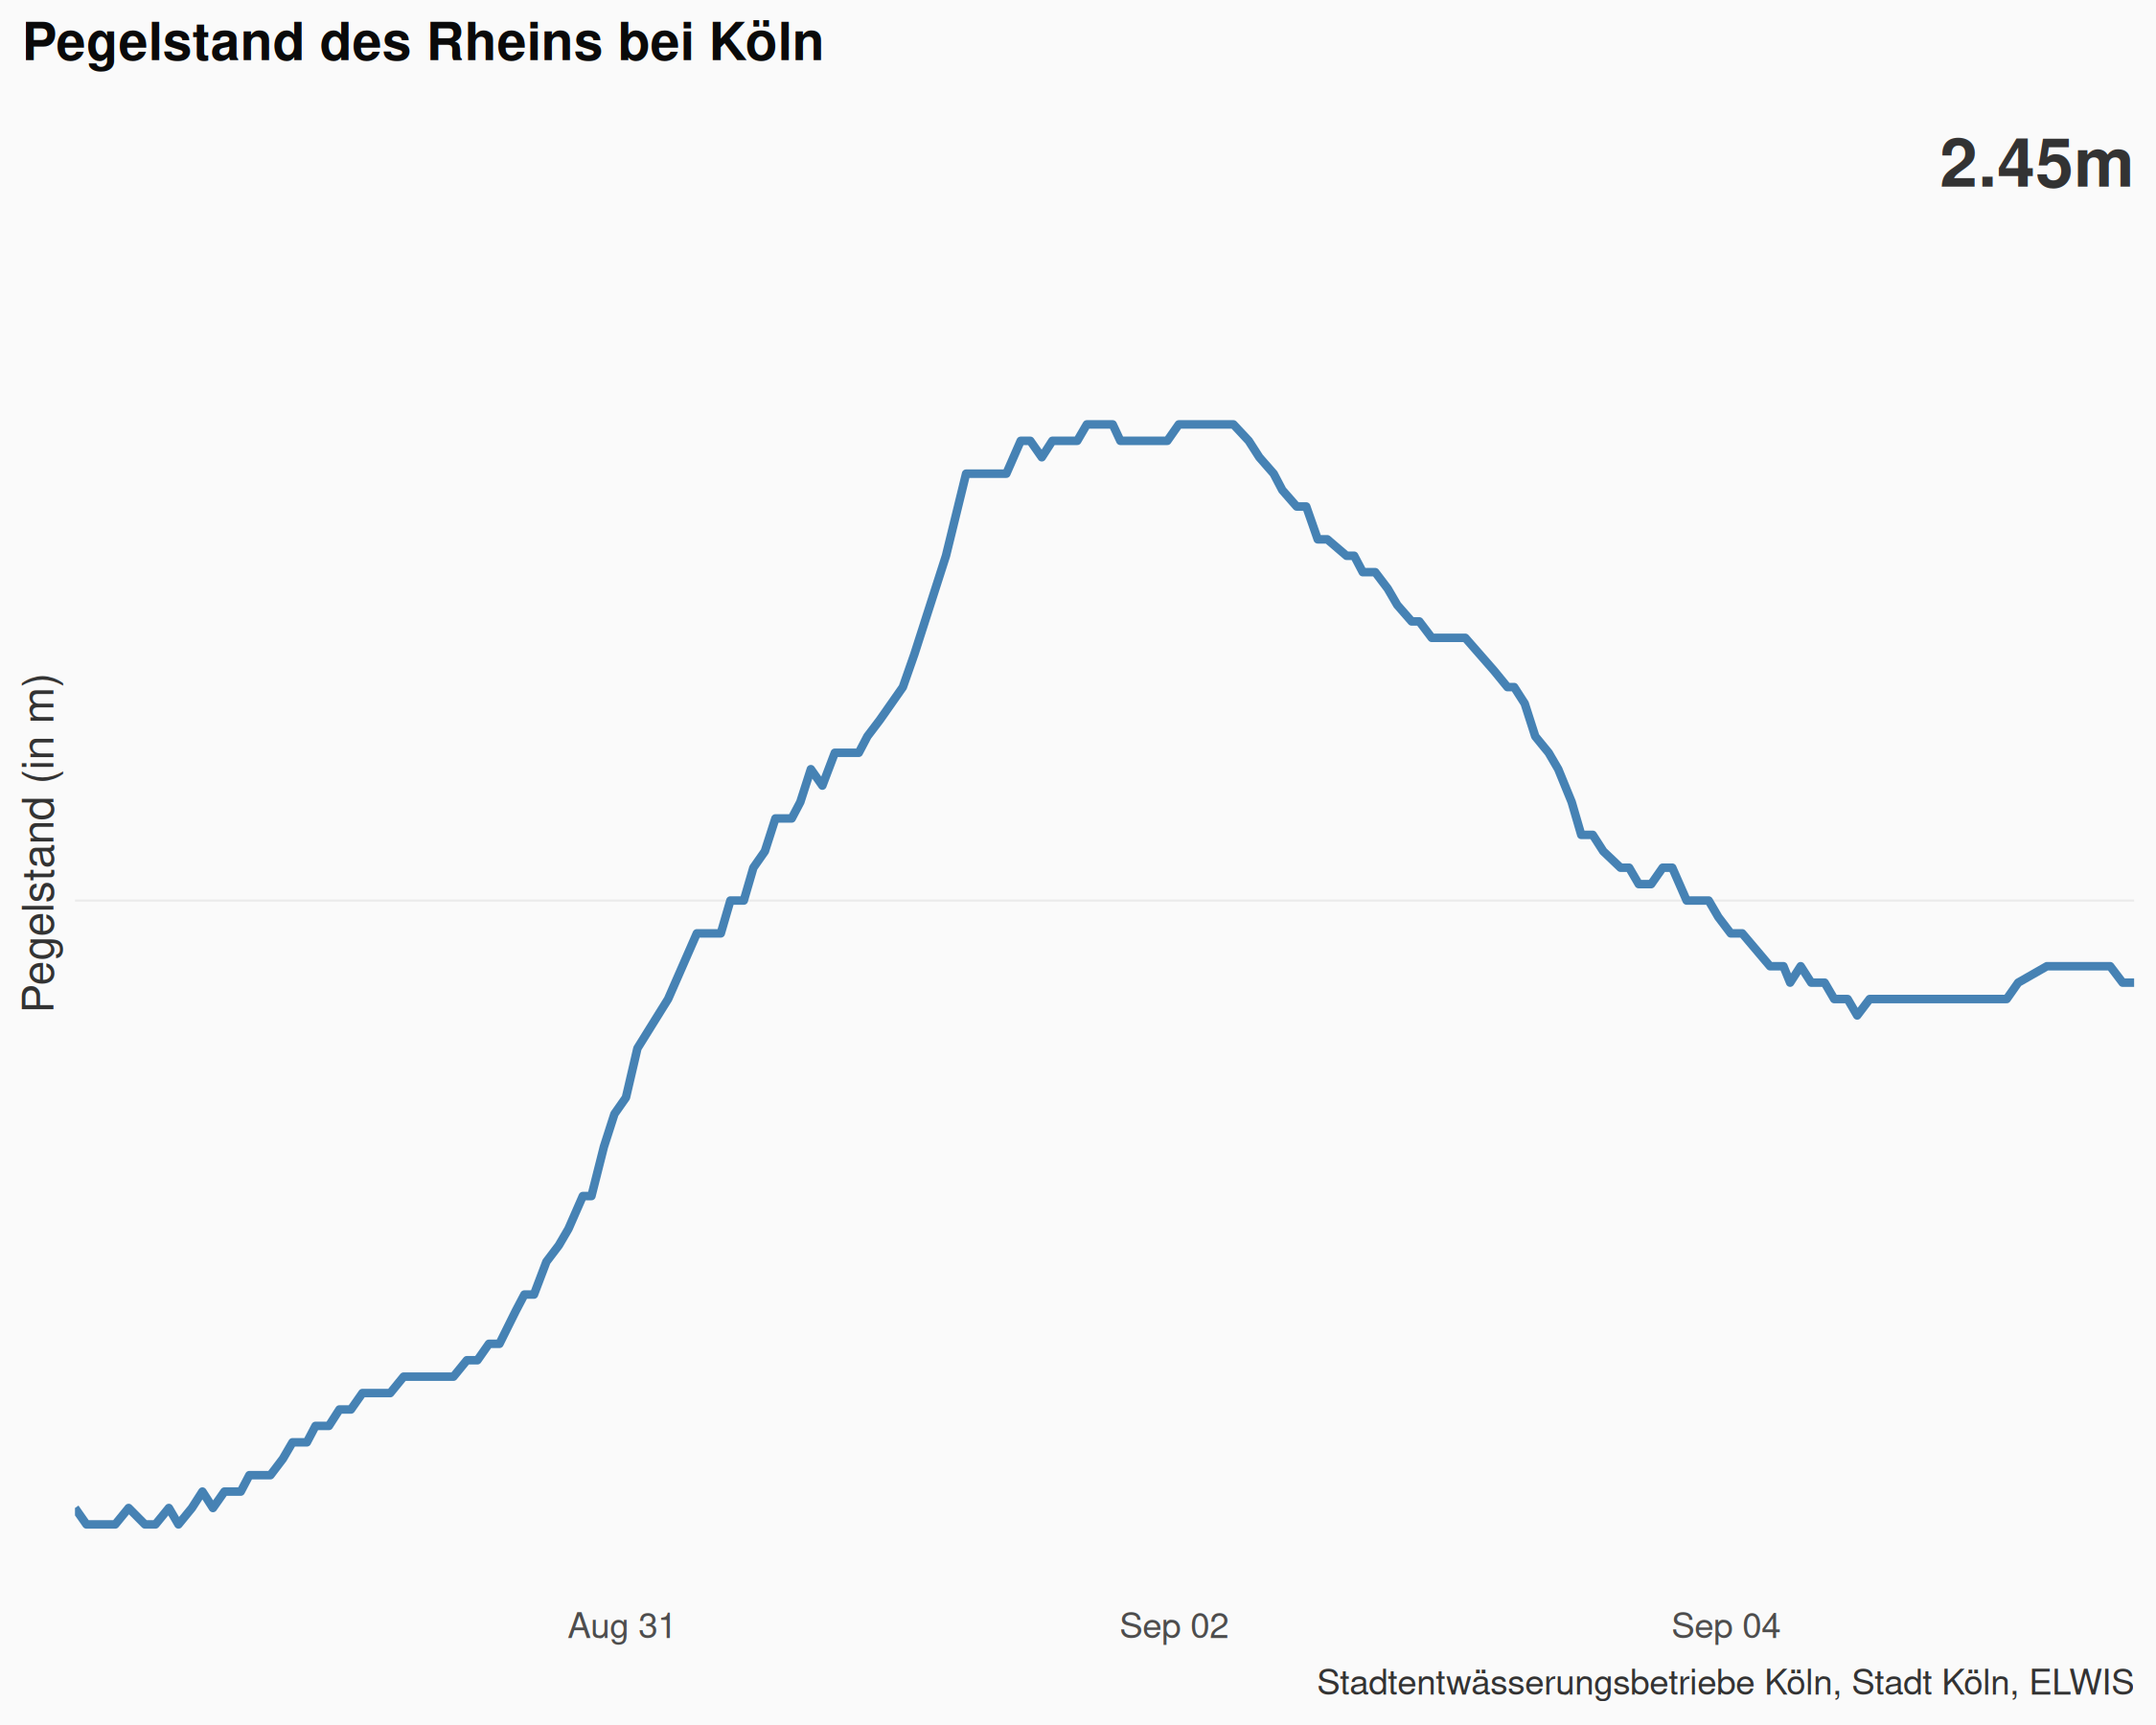 Pegelstand des Rheins bei Köln
2.45m
Pegelstand (in m)
Aug 31
Sep 02
Sep 04
Stadtentwässerungsbetriebe Köln, Stadt Köln, ELWIS